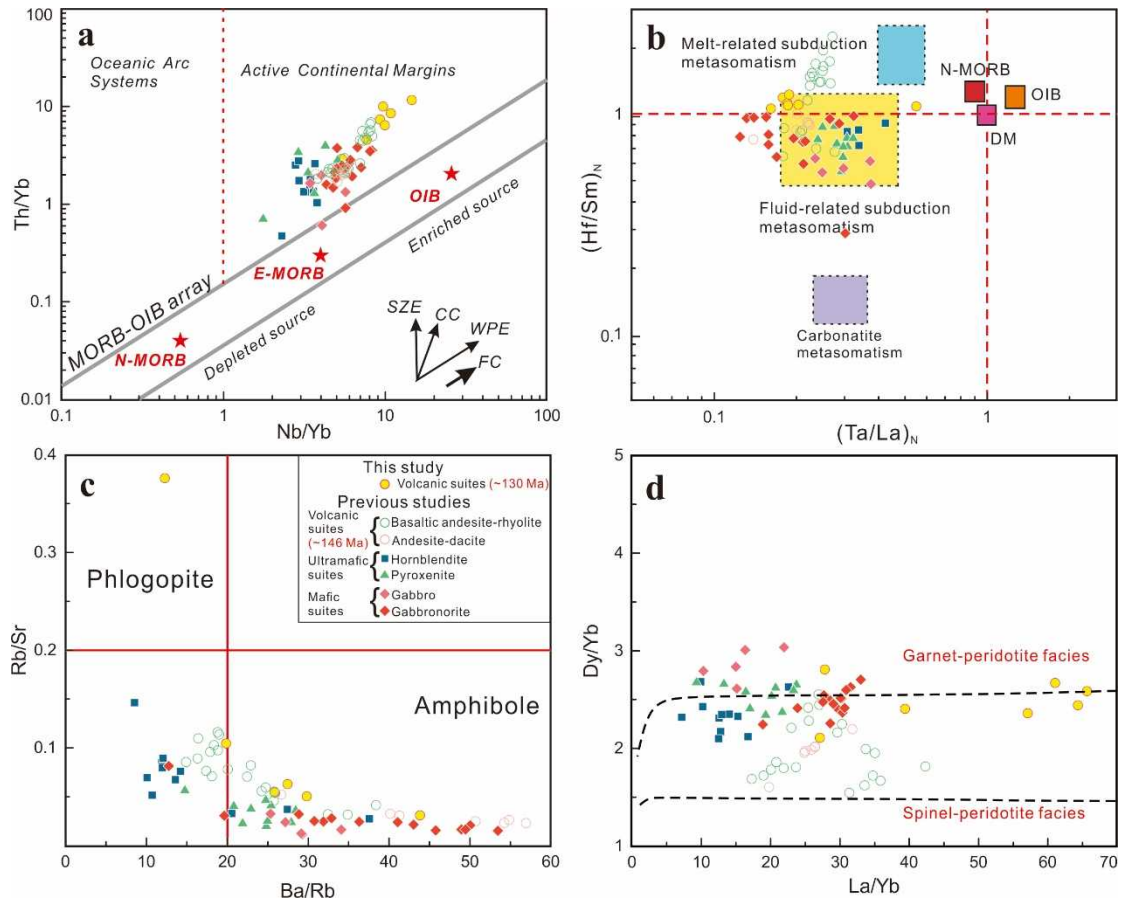 a
Oceanic Arc
Systems
Active Continental Margins
OIB
Enriched source
E-MORB
MORB-OIB array
N-MORB
Depleted source
SZE
CC
WPE
FC
100
10
1
0.1
0.01
Th/Yb
0.1
1
10
100
Nb/Yb
b
Melt-related subduction
metasomatism
N-MORB
OIB
DM
Fluid-related subduction
metasomatism
Carbonatite
metasomatism
1
0.1
(Hf/Sm)N
0.1
1
(Ta/La)N
c
Phlogopite
Amphibole
This study
Volcanic suites (~130 Ma)
Previous studies
Volcanic
suites
(~146 Ma)
{
Basaltic andesite-rhyolite
Andesite-dacite
Ultramafic
suites
{
Hornblendite
Pyroxenite
Mafic
suites
{
Gabbro
Gabbronorite
0.4
0.3
0.2
0.1
0
Rb/Sr
0
10
20
30
40
50
60
Ba/Rb
d
Garnet-peridotite facies
Spinel-peridotite facies
5
4
3
2
1
Dy/Yb
0
10
20
30
40
50
60
70
La/Yb